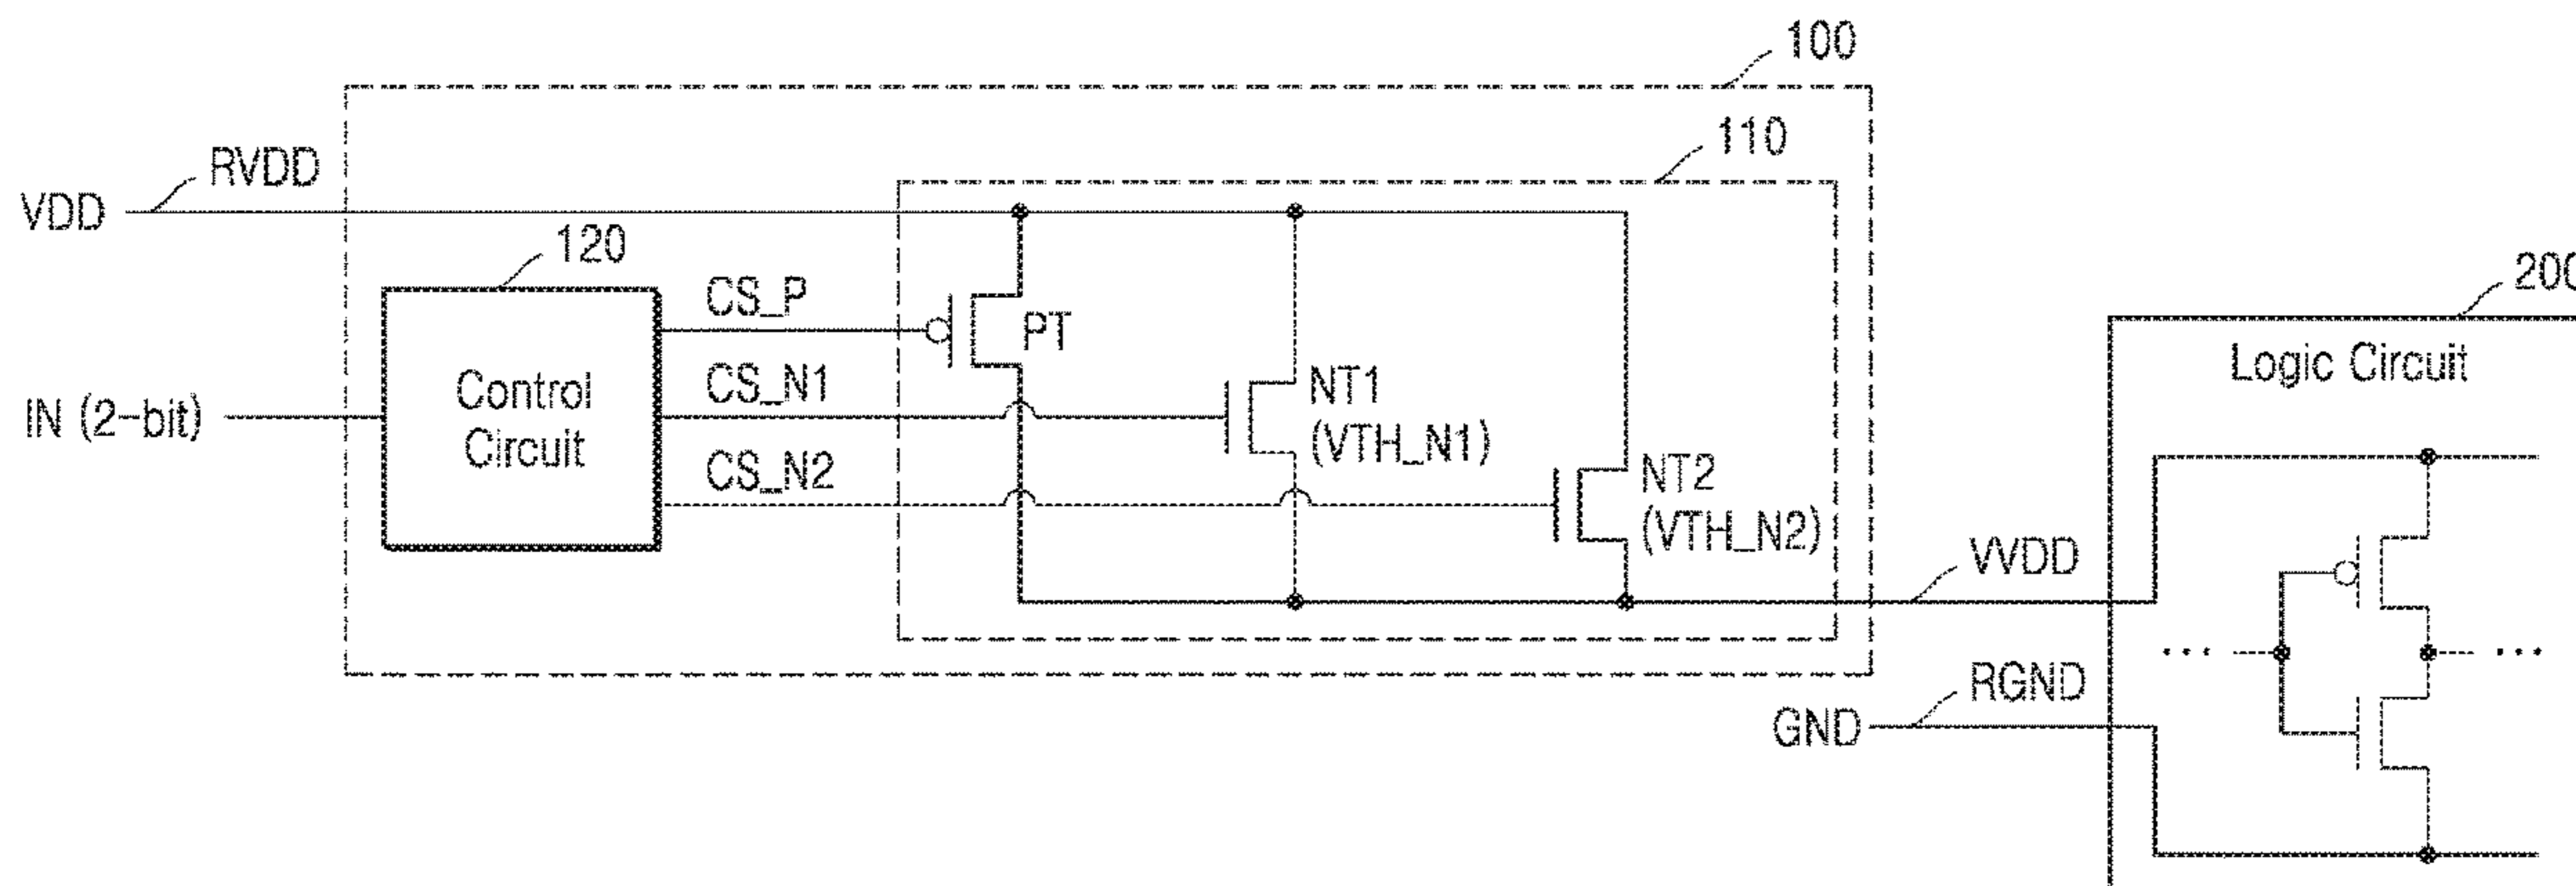 100
110
RVDD
VDD
120
CS_P
PT
200
Logic Circuit
Control
Circuit
CS_N1
NT1
(VTH_N1)
IN (2-bit)
CS_N2
NT2
(VTH_N2)
VVDD
... ...
RGND
GND